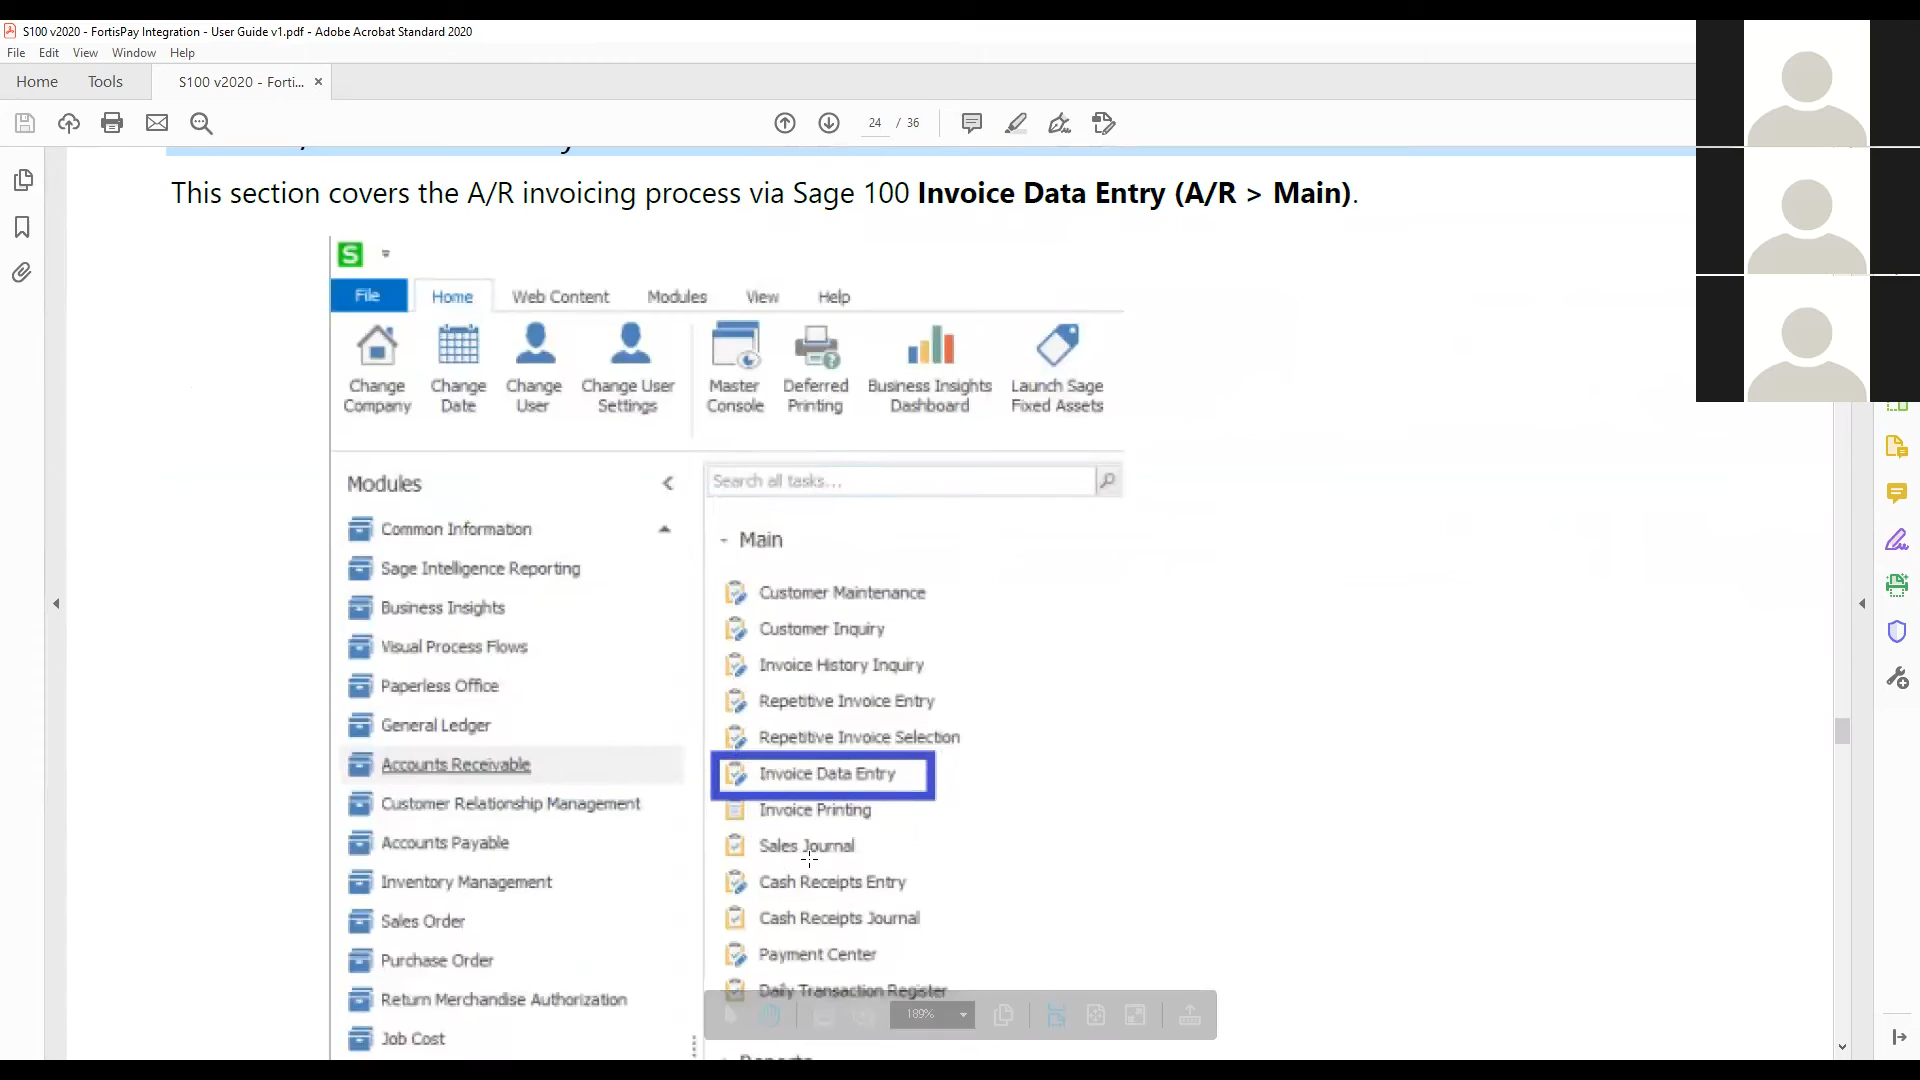 S100 v2020 - FortisPay Integration - User Guide v1.pdf - Adobe Acrobat Standard 2020
File Edit View Window Help
Home Tools S100 v2020 - Forti... ×
24 / 36
This section covers the A/R invoicing process via Sage 100 Invoice Data Entry (A/R > Main).
S
File Home Web Content Modules View Help
Change Company
Change Date
Change User
Change User Settings
Master Console
Deferred Printing
Business Insights Dashboard
Launch Sage Fixed Assets
Modules
Common Information
Sage Intelligence Reporting
Business Insights
Visual Process Flows
Paperless Office
General Ledger
Accounts Receivable
Customer Relationship Management
Accounts Payable
Inventory Management
Sales Order
Purchase Order
Return Merchandise Authorization
Job Cost
Search all tasks...
Main
Customer Maintenance
Customer Inquiry
Invoice History Inquiry
Repetitive Invoice Entry
Repetitive Invoice Selection
Invoice Data Entry
Invoice Printing
Sales Journal
Cash Receipts Entry
Cash Receipts Journal
Payment Center
Daily Transaction Register
189%